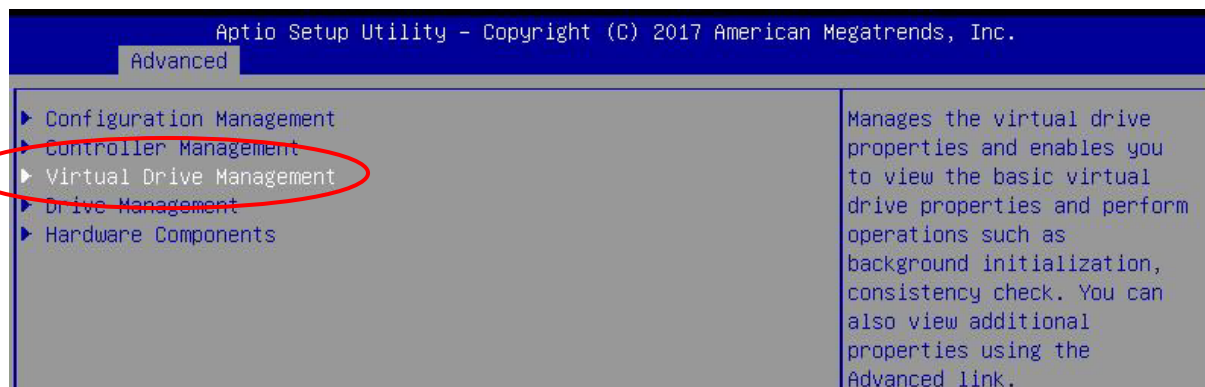 Aptio Setup Utility – Copyright (C) 2017 American Megatrends, Inc.
Advanced
▶ Configuration Management
▶ Controller Management
▶ Virtual Drive Management
▶ Drive Management
▶ Hardware Components
Manages the virtual drive
properties and enables you
to view the basic virtual
drive properties and perform
operations such as
background initialization,
consistency check. You can
also view additional
properties using the
Advanced link.